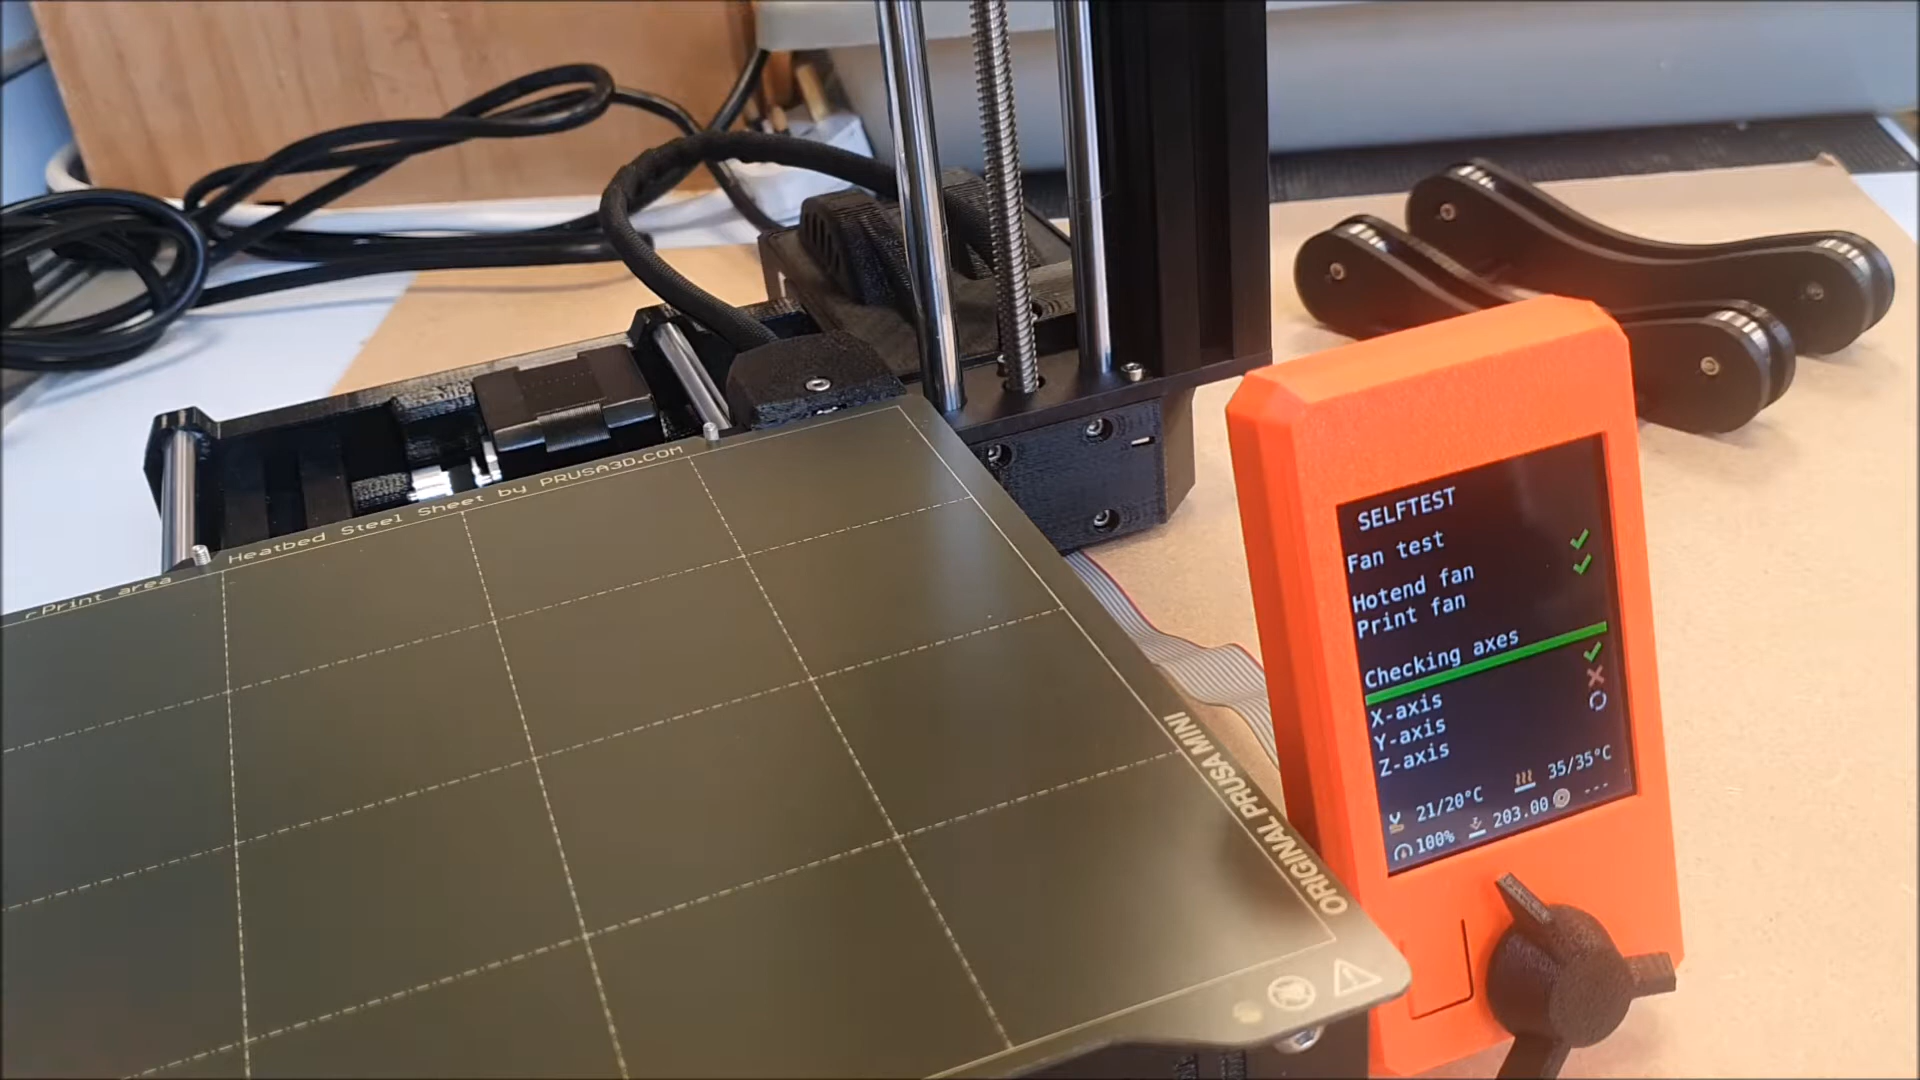 Print area
Heatbed Steel Sheet by PRUSA3D.COM
ORIGINAL PRUSA MINI
SELFTEST
Fan test
Hotend fan
Print fan
Checking axes
X-axis
Y-axis
Z-axis
21/20°C 35/35°C
100% 203.00 ---